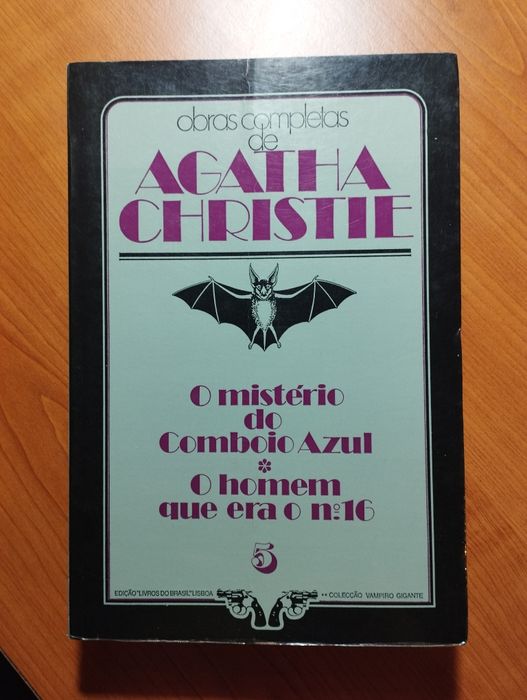 obras completas
de
AGATHA
CHRISTIE
O mistério
do
Comboio Azul
*
O homem
que era o nº 16
5
EDIÇÃO "LIVROS DO BRASIL" LISBOA
•• COLECÇÃO VAMPIRO GIGANTE